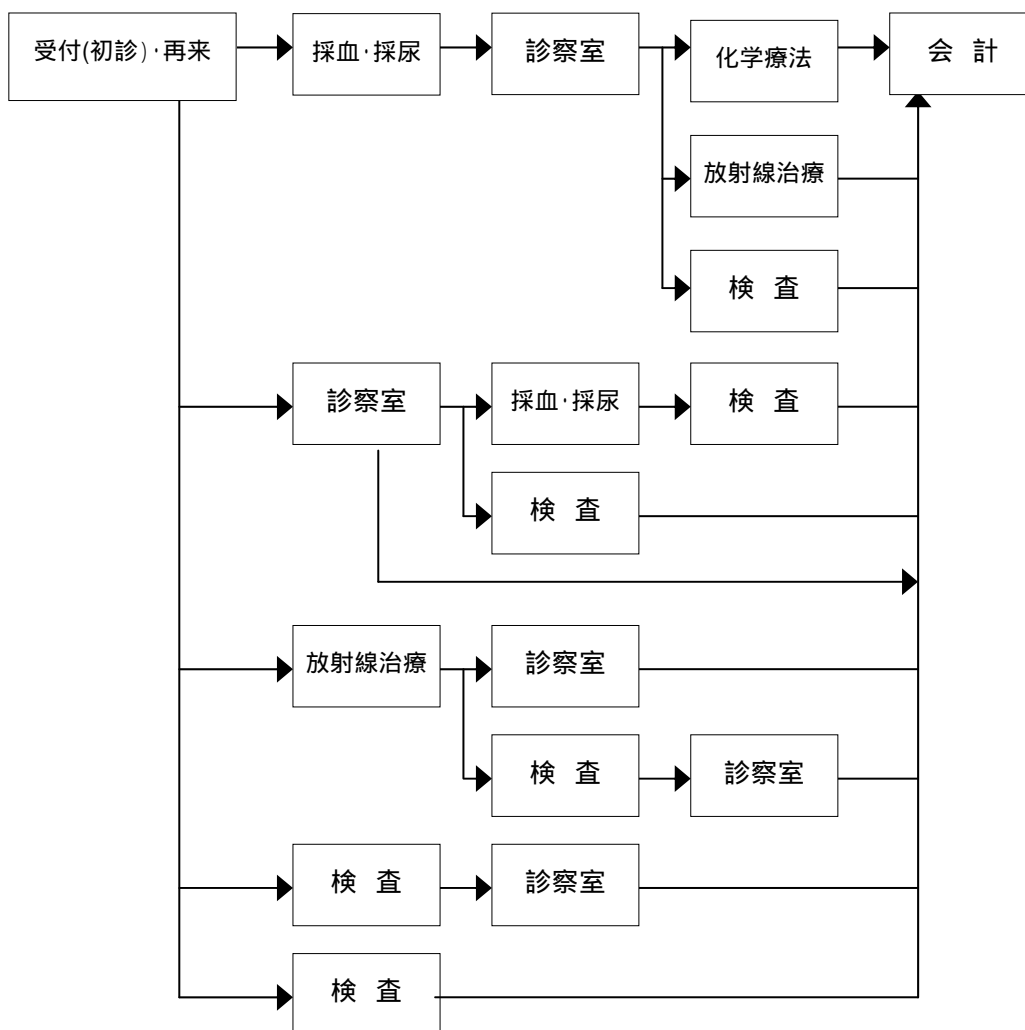 受付(初診)･再来
採血･採尿
診察室
化学療法
会 計
放射線治療
検 査
診察室
採血･採尿
検 査
検 査
放射線治療
診察室
検 査
診察室
検 査
診察室
検 査